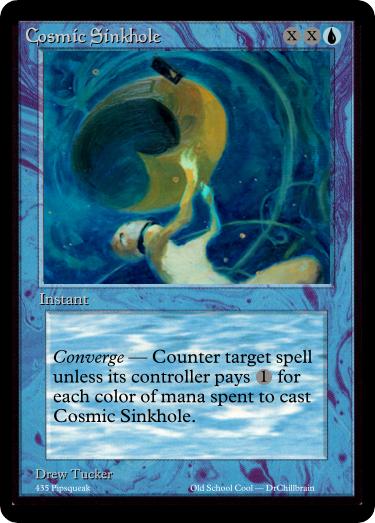 Cosmic Sinkhole X X
Instant
Converge — Counter target spell
unless its controller pays 1 for
each color of mana spent to cast
Cosmic Sinkhole.
Drew Tucker
435 Pipsqueak Old School Cool — DrChillbrain